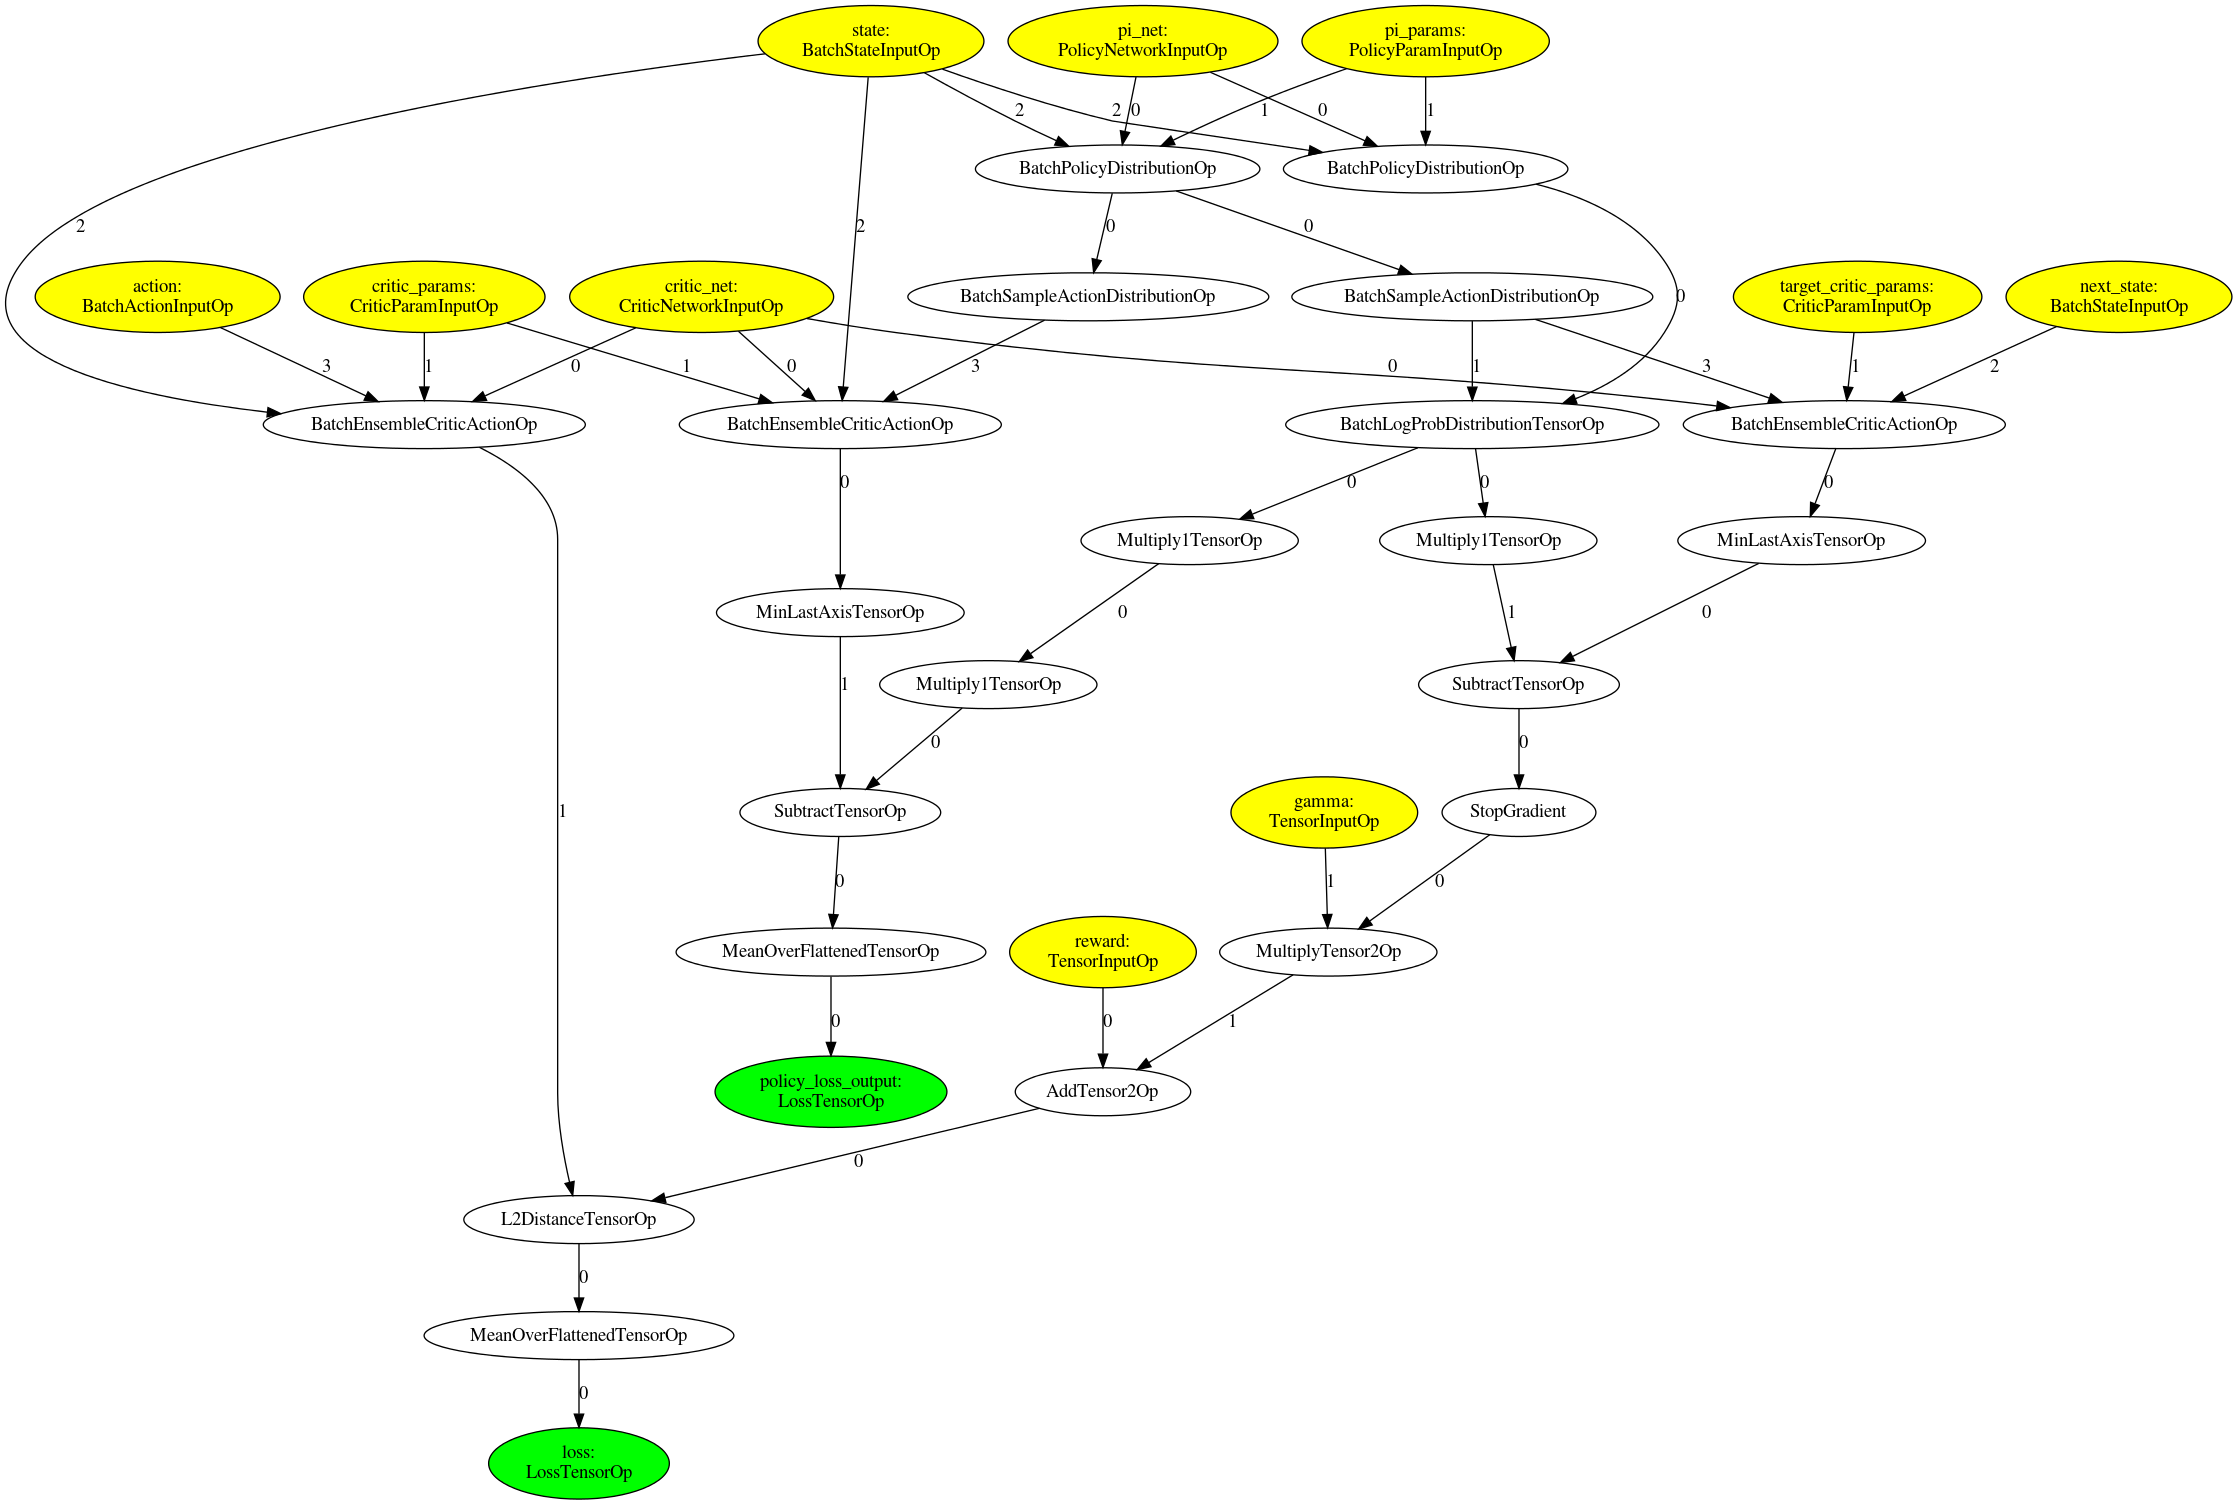 state:
BatchStateInputOp
pi_net:
PolicyNetworkInputOp
pi_params:
PolicyParamInputOp
2
0
1
2
0
1
BatchPolicyDistributionOp
BatchPolicyDistributionOp
2
2
0
0
action:
BatchActionInputOp
critic_params:
CriticParamInputOp
critic_net:
CriticNetworkInputOp
BatchSampleActionDistributionOp
BatchSampleActionDistributionOp
0
target_critic_params:
CriticParamInputOp
next_state:
BatchStateInputOp
3
1
0
1
0
3
0
1
3
1
2
BatchEnsembleCriticActionOp
BatchEnsembleCriticActionOp
BatchLogProbDistributionTensorOp
BatchEnsembleCriticActionOp
0
0
0
0
Multiply1TensorOp
Multiply1TensorOp
MinLastAxisTensorOp
MinLastAxisTensorOp
0
1
0
1
Multiply1TensorOp
SubtractTensorOp
0
0
1
SubtractTensorOp
gamma:
TensorInputOp
StopGradient
0
1
0
MeanOverFlattenedTensorOp
reward:
TensorInputOp
MultiplyTensor2Op
0
0
1
policy_loss_output:
LossTensorOp
AddTensor2Op
0
L2DistanceTensorOp
0
MeanOverFlattenedTensorOp
0
loss:
LossTensorOp